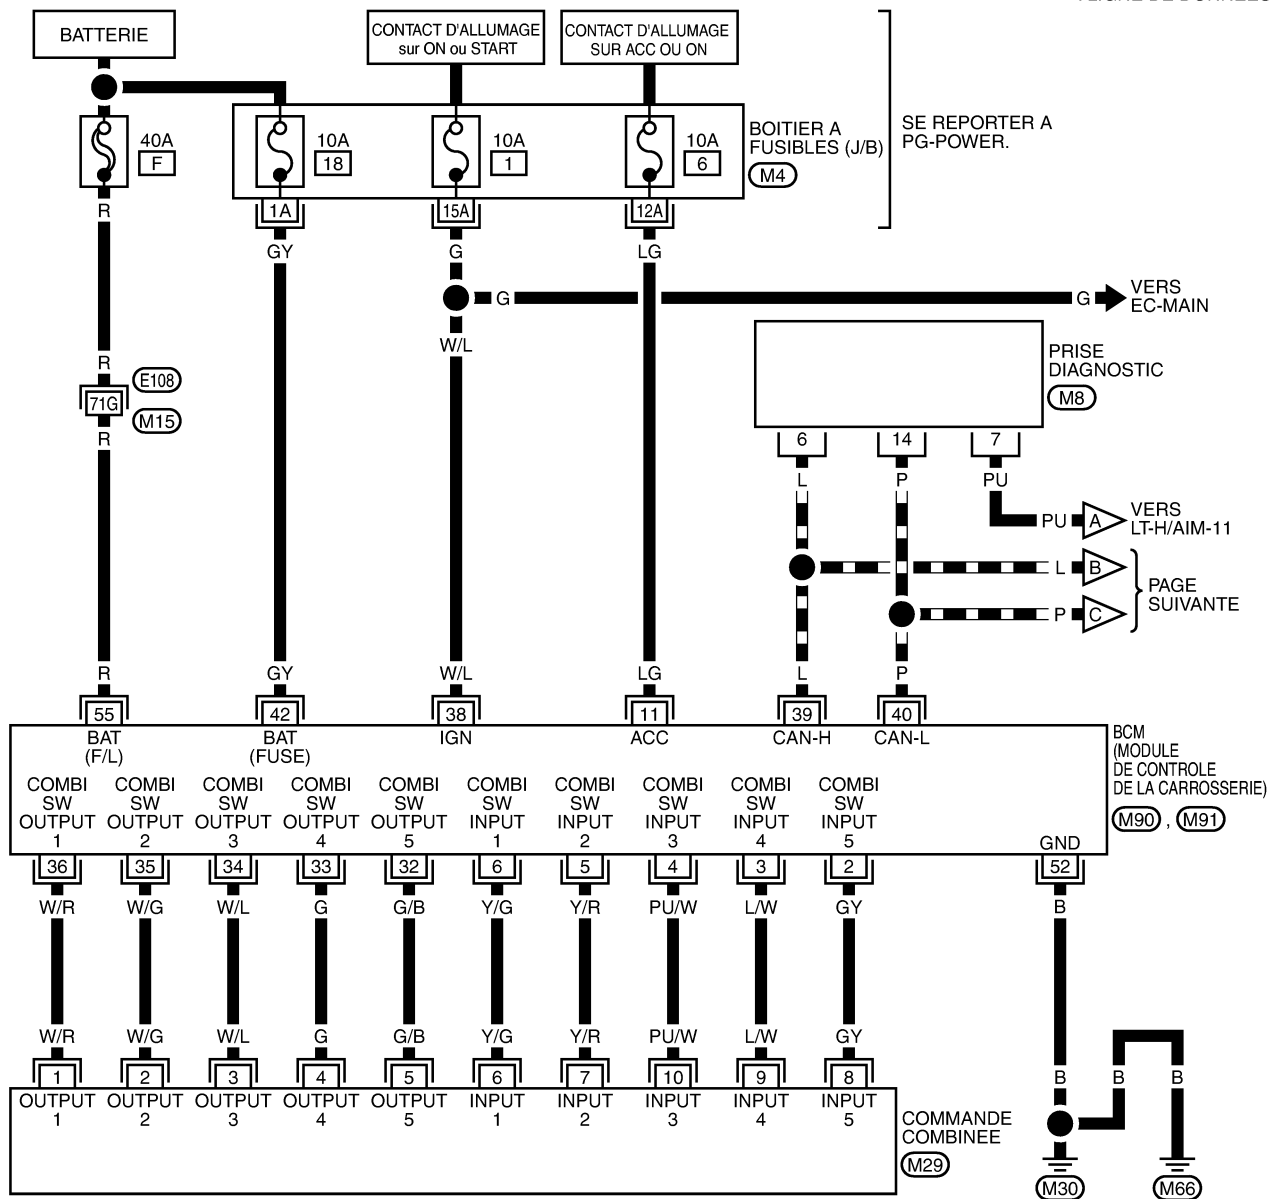 BATTERIE
CONTACT D'ALLUMAGE
sur ON ou START
CONTACT D'ALLUMAGE
SUR ACC OU ON
40A
F
10A
18
10A
1
10A
6
BOITIER A
FUSIBLES (J/B)
M4
SE REPORTER A
PG-POWER.
1A
15A
12A
R
GY
G
LG
G
G
VERS
EC-MAIN
W/L
PRISE
DIAGNOSTIC
M8
R
E108
71G
M15
R
6
14
7
L
P
PU
PU
A
VERS
LT-H/AIM-11
L
B
P
C
PAGE
SUIVANTE
R
GY
W/L
LG
L
P
55
42
38
11
39
40
BAT
(F/L)
BAT
(FUSE)
IGN
ACC
CAN-H
CAN-L
BCM
(MODULE
DE CONTROLE
DE LA CARROSSERIE)
M90 , M91
COMBI
SW
OUTPUT
1
COMBI
SW
OUTPUT
2
COMBI
SW
OUTPUT
3
COMBI
SW
OUTPUT
4
COMBI
SW
OUTPUT
5
COMBI
SW
INPUT
1
COMBI
SW
INPUT
2
COMBI
SW
INPUT
3
COMBI
SW
INPUT
4
COMBI
SW
INPUT
5
GND
36
35
34
33
32
6
5
4
3
2
52
W/R
W/G
W/L
G
G/B
Y/G
Y/R
PU/W
L/W
GY
B
W/R
W/G
W/L
G
G/B
Y/G
Y/R
PU/W
L/W
GY
B
B
B
1
2
3
4
5
6
7
10
9
8
OUTPUT
1
OUTPUT
2
OUTPUT
3
OUTPUT
4
OUTPUT
5
INPUT
1
INPUT
2
INPUT
3
INPUT
4
INPUT
5
COMMANDE
COMBINEE
M29
M30
M66